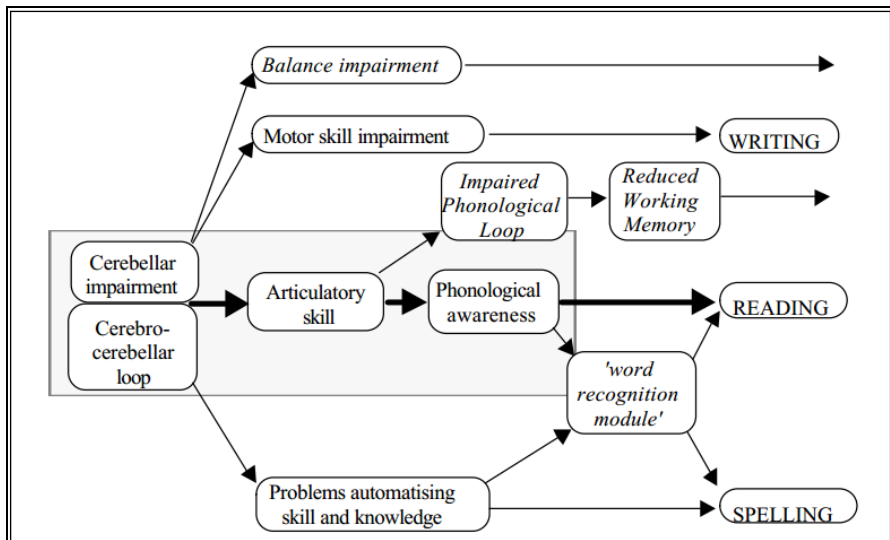 Balance impairment
Motor skill impairment
WRITING
Impaired
Phonological
Loop
Reduced
Working
Memory
Cerebellar
impairment
Cerebro-
cerebellar
loop
Articulatory
skill
Phonological
awareness
READING
'word
recognition
module'
Problems automatising
skill and knowledge
SPELLING